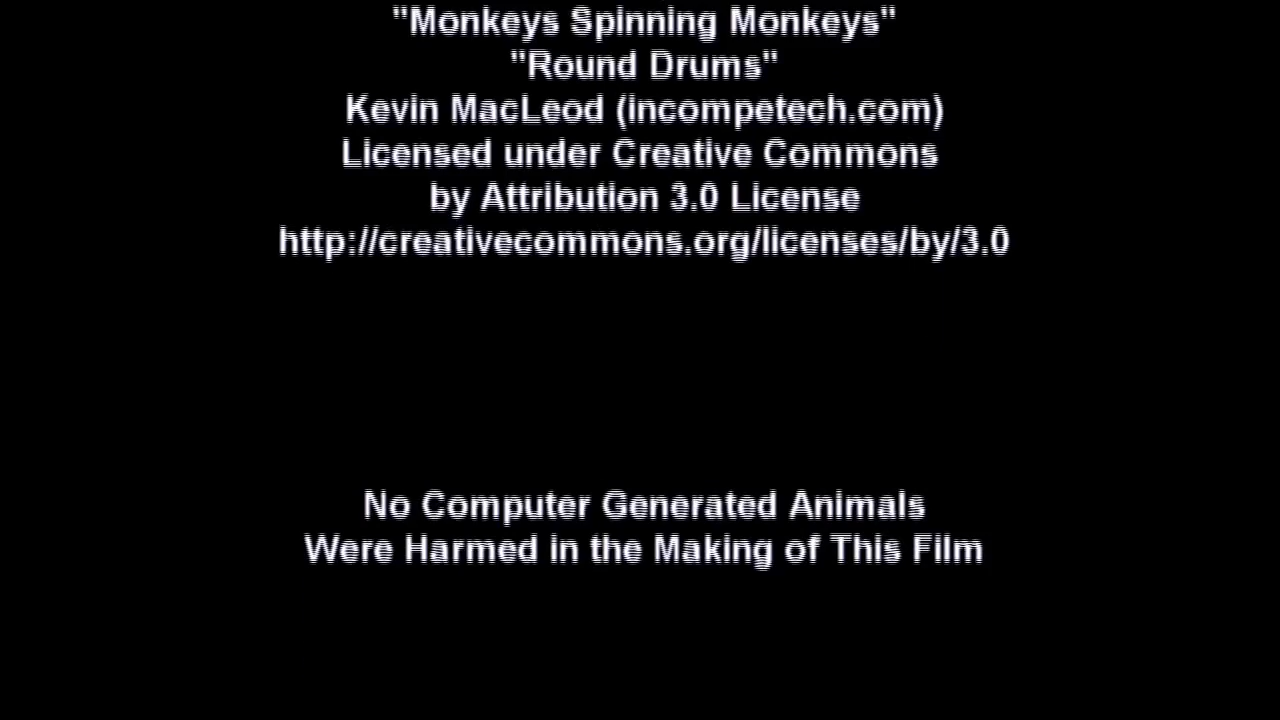 "Monkeys Spinning Monkeys"
"Round Drums"
Kevin MacLeod (incompetech.com)
Licensed under Creative Commons
by Attribution 3.0 License
http://creativecommons.org/licenses/by/3.0
No Computer Generated Animals
Were Harmed in the Making of This Film